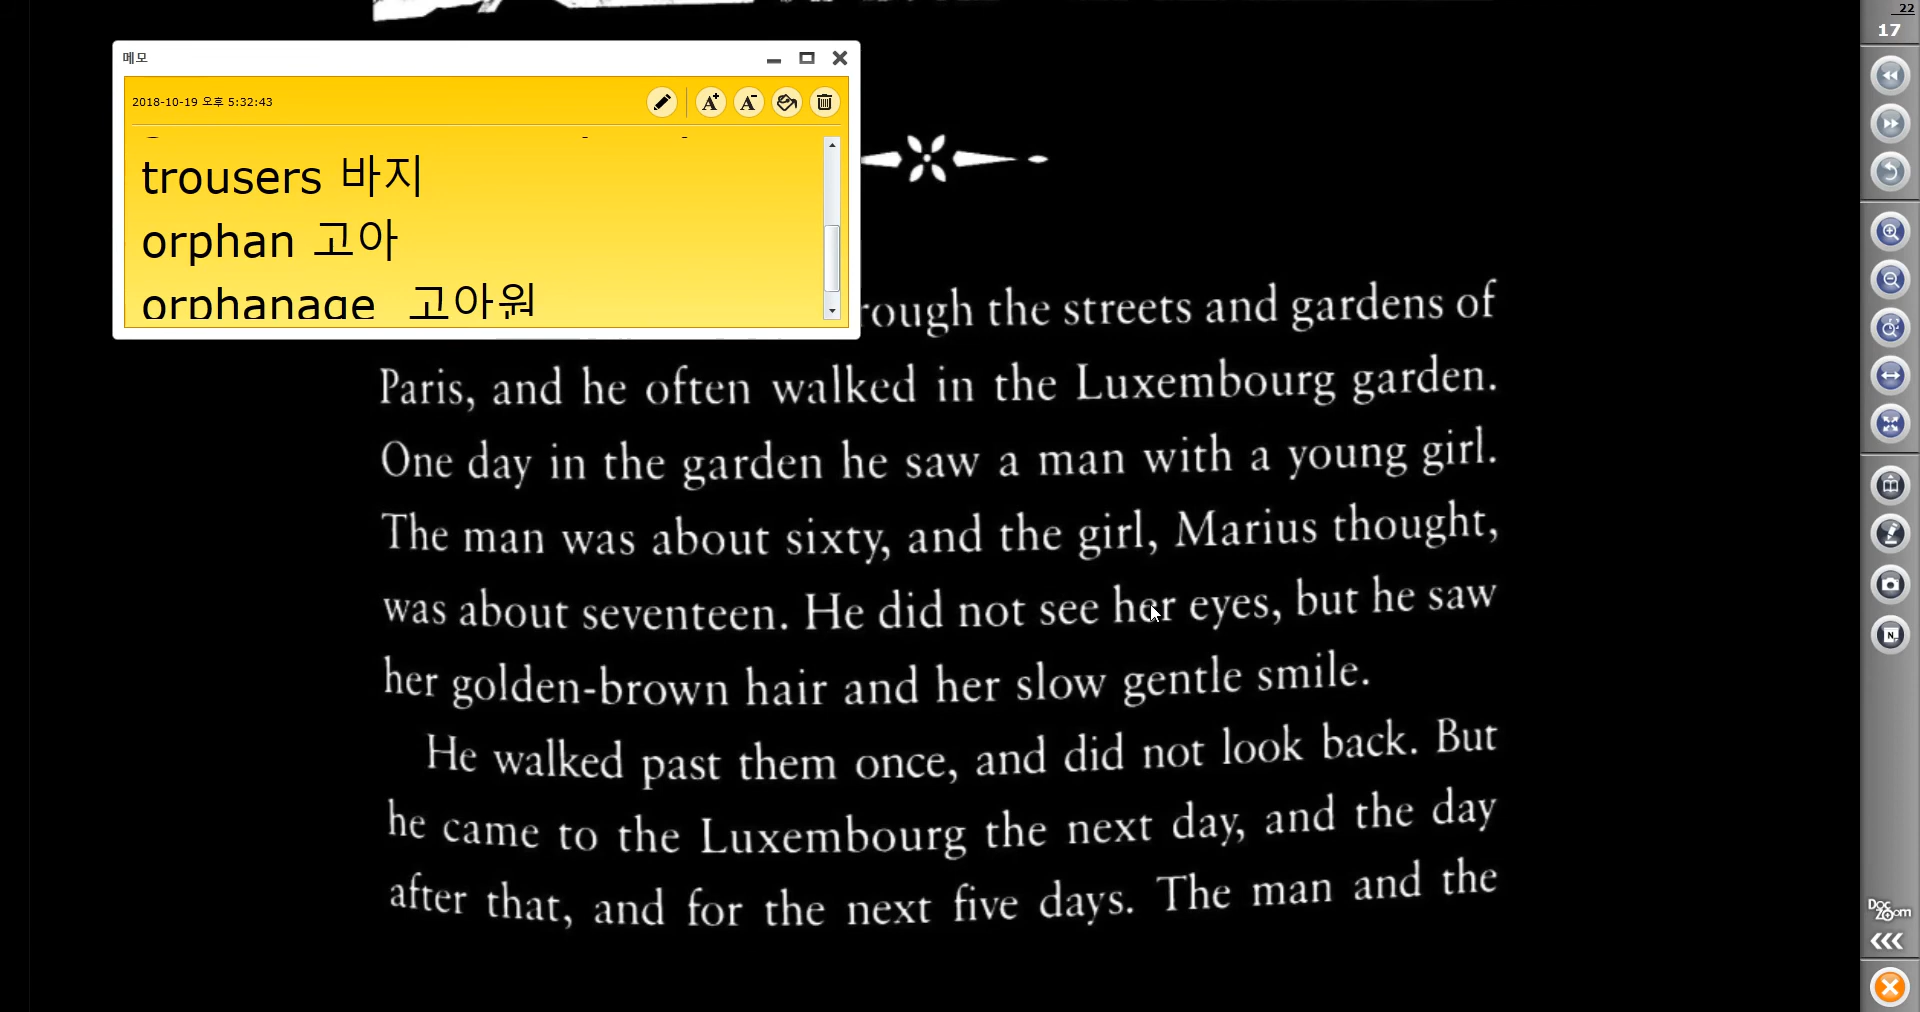 22
17
메모
2018-10-19 오후 5:32:43
A+
A-
trousers 바지
orphan 고아
orphanage 고아원
the streets and gardens of
Paris, and he often walked in the Luxembourg garden.
One day in the garden he saw a man with a young girl.
The man was about sixty, and the girl, Marius thought,
was about seventeen. He did not see her eyes, but he saw
her golden-brown hair and her slow gentle smile.
He walked past them once, and did not look back. But
he came to the Luxembourg the next day, and the day
after that, and for the next five days. The man and the
N
Doc
Zoom